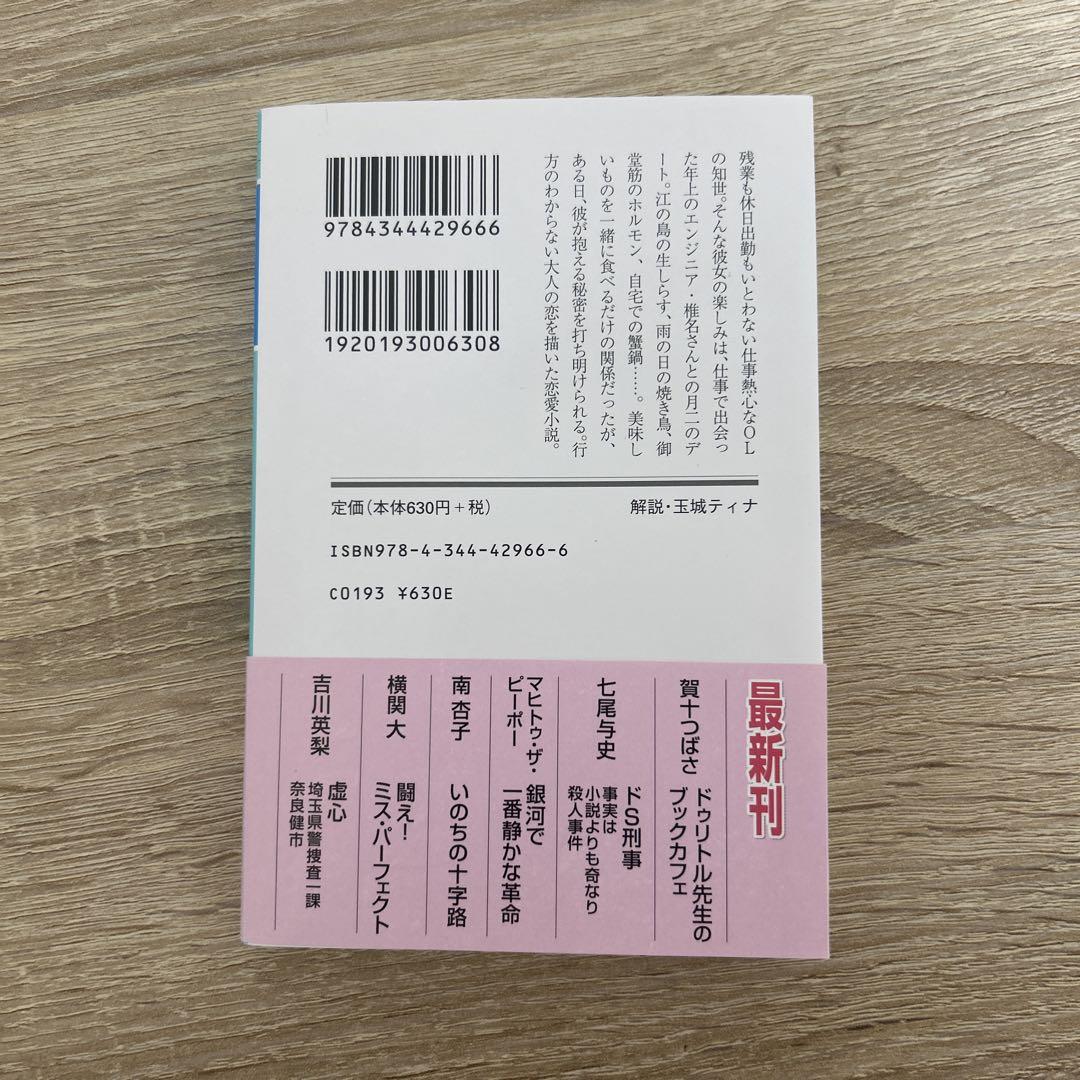 残業も休日出勤もいとわない仕事熱心なOL
の知世。そんな彼女の楽しみは、仕事で出会っ
た年上のエンジニア・椎名さんとの月二のデ
ート。江の島の生しらす、雨の日の焼き鳥、御
堂筋のホルモン、自宅での蟹鍋……。美味し
いものを一緒に食べるだけの関係だったが、
ある日、彼が抱える秘密を打ち明けられる。行
方のわからない大人の恋を描いた恋愛小説。
9784344429666
1920193006308
定価(本体630円+税)
解説・玉城ティナ
ISBN978-4-344-42966-6
C0193 ¥630E
最新刊
賀十つばさ
ドゥリトル先生の
ブックカフェ
七尾与史
ドS刑事
事実は
小説よりも奇なり
殺人事件
マヒトゥ・ザ・
ピーポー
銀河で
一番静かな革命
南 杏子
いのちの十字路
横関 大
闘え!
ミス・パーフェクト
吉川英梨
虚心
埼玉県警捜査一課
奈良健市